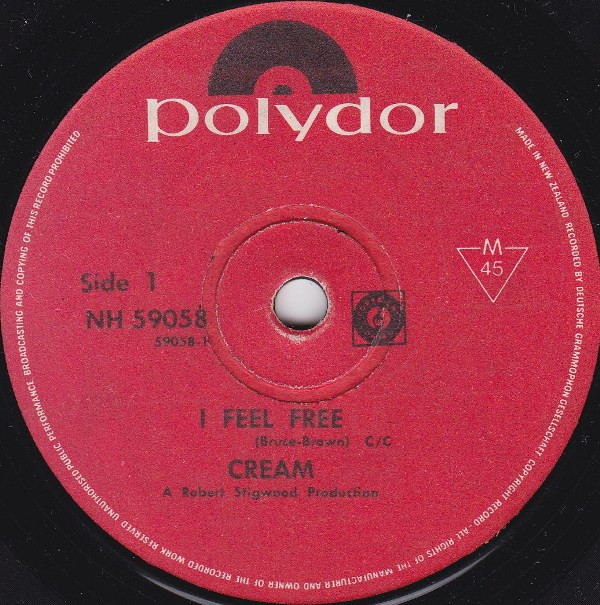 polydor
Side 1
NH 59058
M
45
I FEEL FREE
(Bruce-Brown) C/C
CREAM
A Robert Stigwood Production
MADE IN NEW ZEALAND. RECORDED BY DEUTSCHE GRAMMOPHON GESELLSCHAFT. COPYRIGHT RECORD. - ALL RIGHTS OF THE MANUFACTURER AND OWNER OF THE RECORDED WORK RESERVED UNAUTHORISED PUBLIC PERFORMANCE, BROADCASTING AND COPYING OF THIS RECORD PROHIBITED